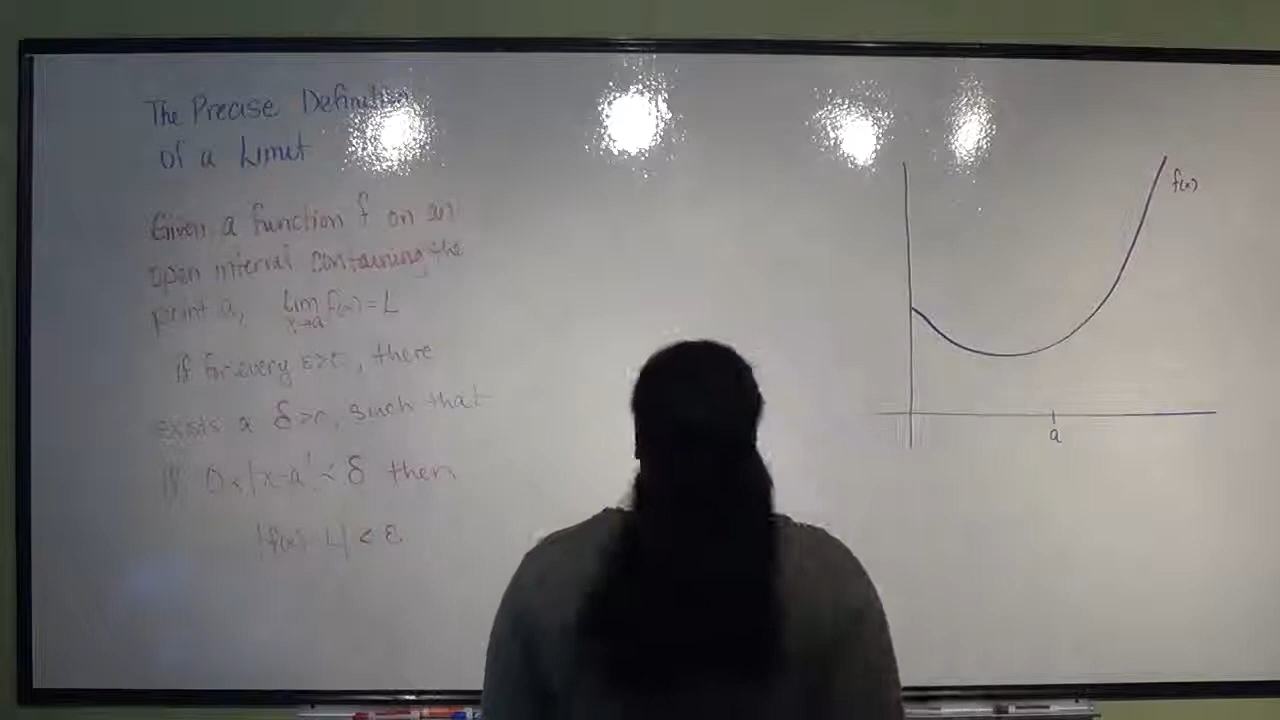 The Precise Definition
of a Limit
Given a function f on an
open interval containing the
point a, lim x→a f(x) = L
if for every ε>0, there
exists a δ>0, such that
if 0<|x-a|<δ then
|f(x)-L| < ε
f(x)
a